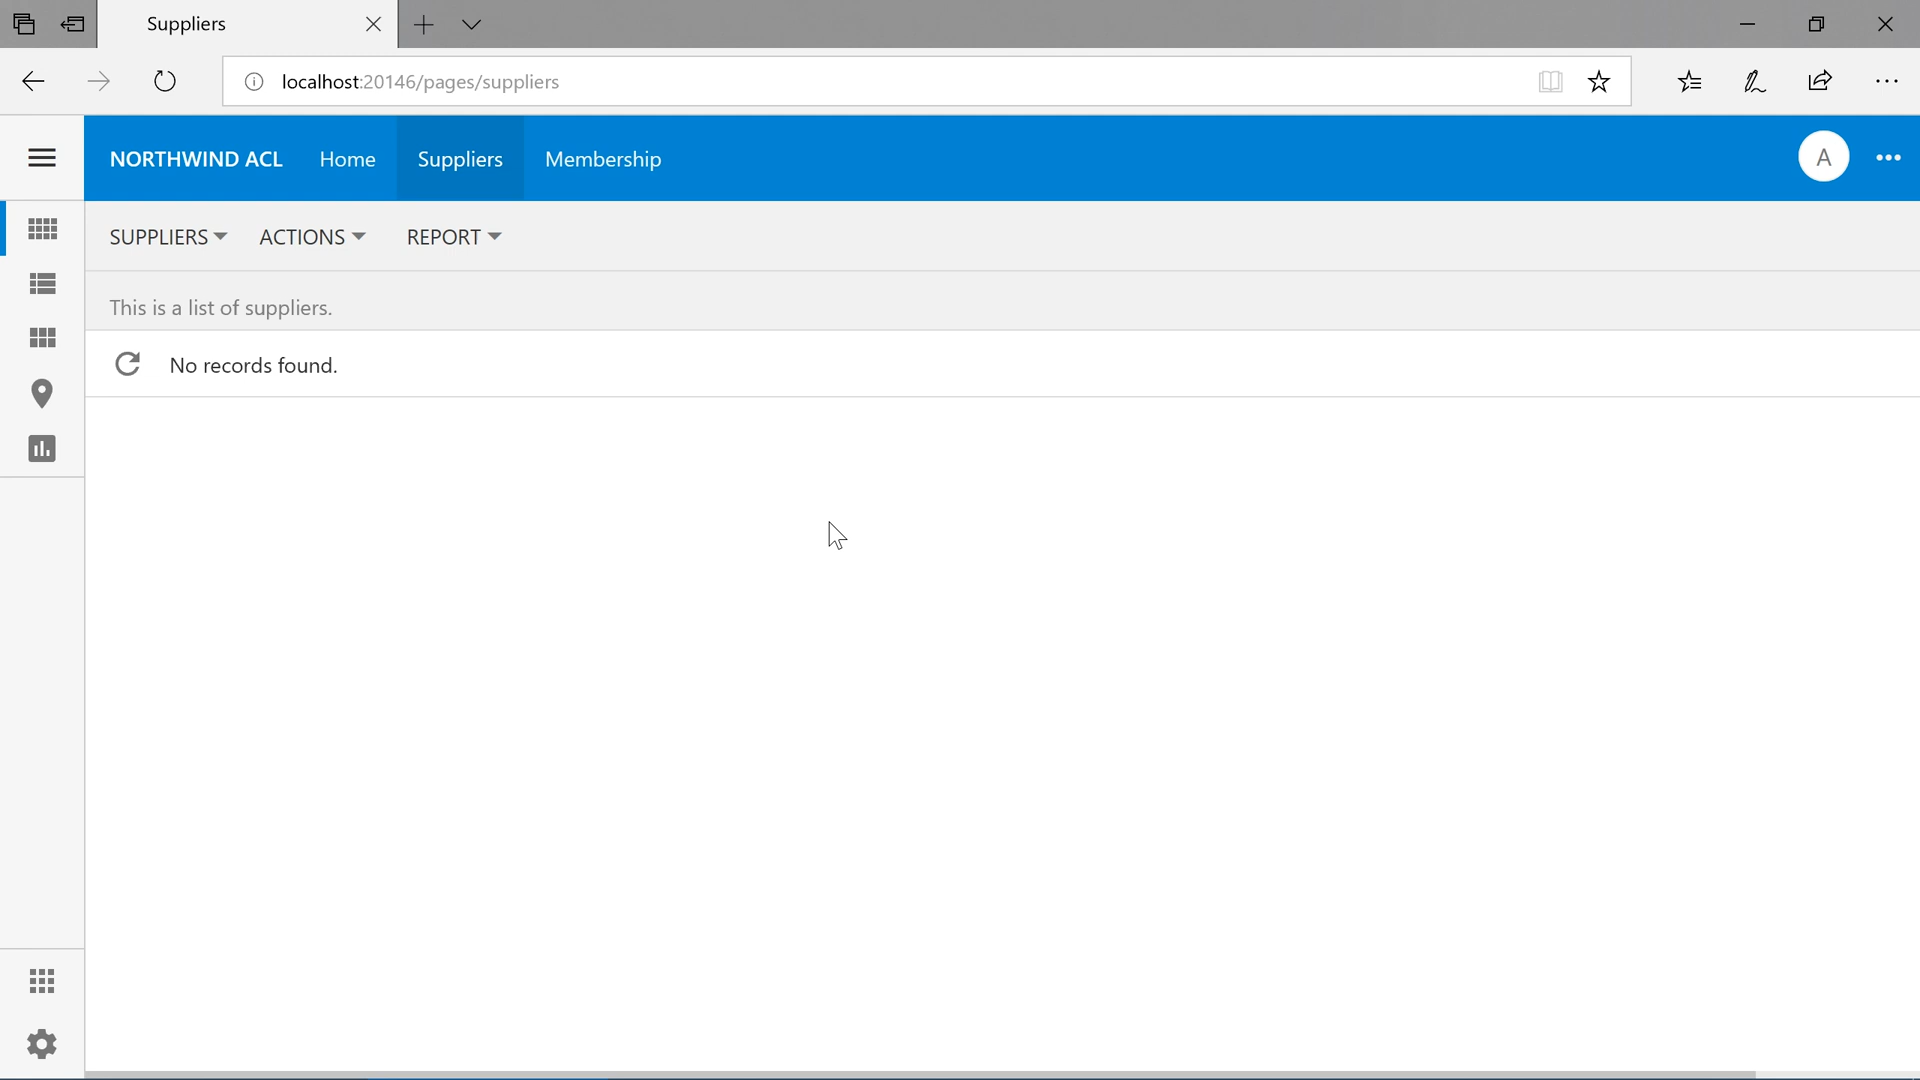 Suppliers
localhost:20146/pages/suppliers
NORTHWIND ACL Home Suppliers Membership A
SUPPLIERS ACTIONS REPORT
This is a list of suppliers.
No records found.